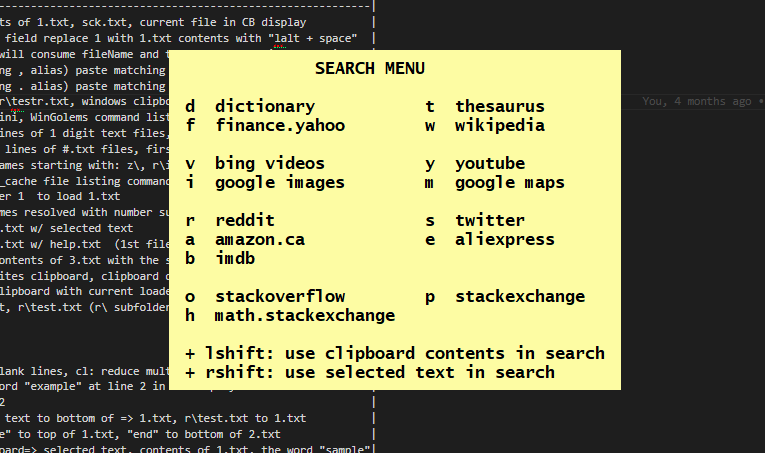 ts of 1.txt, sck.txt, current file in CB display |
field replace 1 with 1.txt contents with "lalt + space" |
will consume fileName and
SEARCH MENU
d dictionary t thesaurus
f finance.yahoo w wikipedia
v bing videos y youtube
i google images m google maps
r reddit s twitter
a amazon.ca e aliexpress
b imdb
o stackoverflow p stackexchange
h math.stackexchange
+ lshift: use clipboard contents in search
+ rshift: use selected text in search
ng , alias) paste matching
ng . alias) paste matching
r\testr.txt, windows clipb
You, 4 months ago •
ini, WinGolems command list
ines of 1 digit text files,
lines of #.txt files, firs
ames starting with: z\, r\i
_cache file listing command
er 1 to load 1.txt
mes resolved with number su
.txt w/ selected text
.txt w/ help.txt (1st file
ontents of 3.txt with the s
ites clipboard, clipboard c
lipboard with current loade
t, r\test.txt (r\ subfolder
lank lines, cl: reduce mult
ord "example" at line 2 in
2 |
text to bottom of => 1.txt, r\test.txt to 1.txt |
e" to top of 1.txt, "end" to bottom of 2.txt |
board=> selected text, contents of 1.txt, the word "sample"|